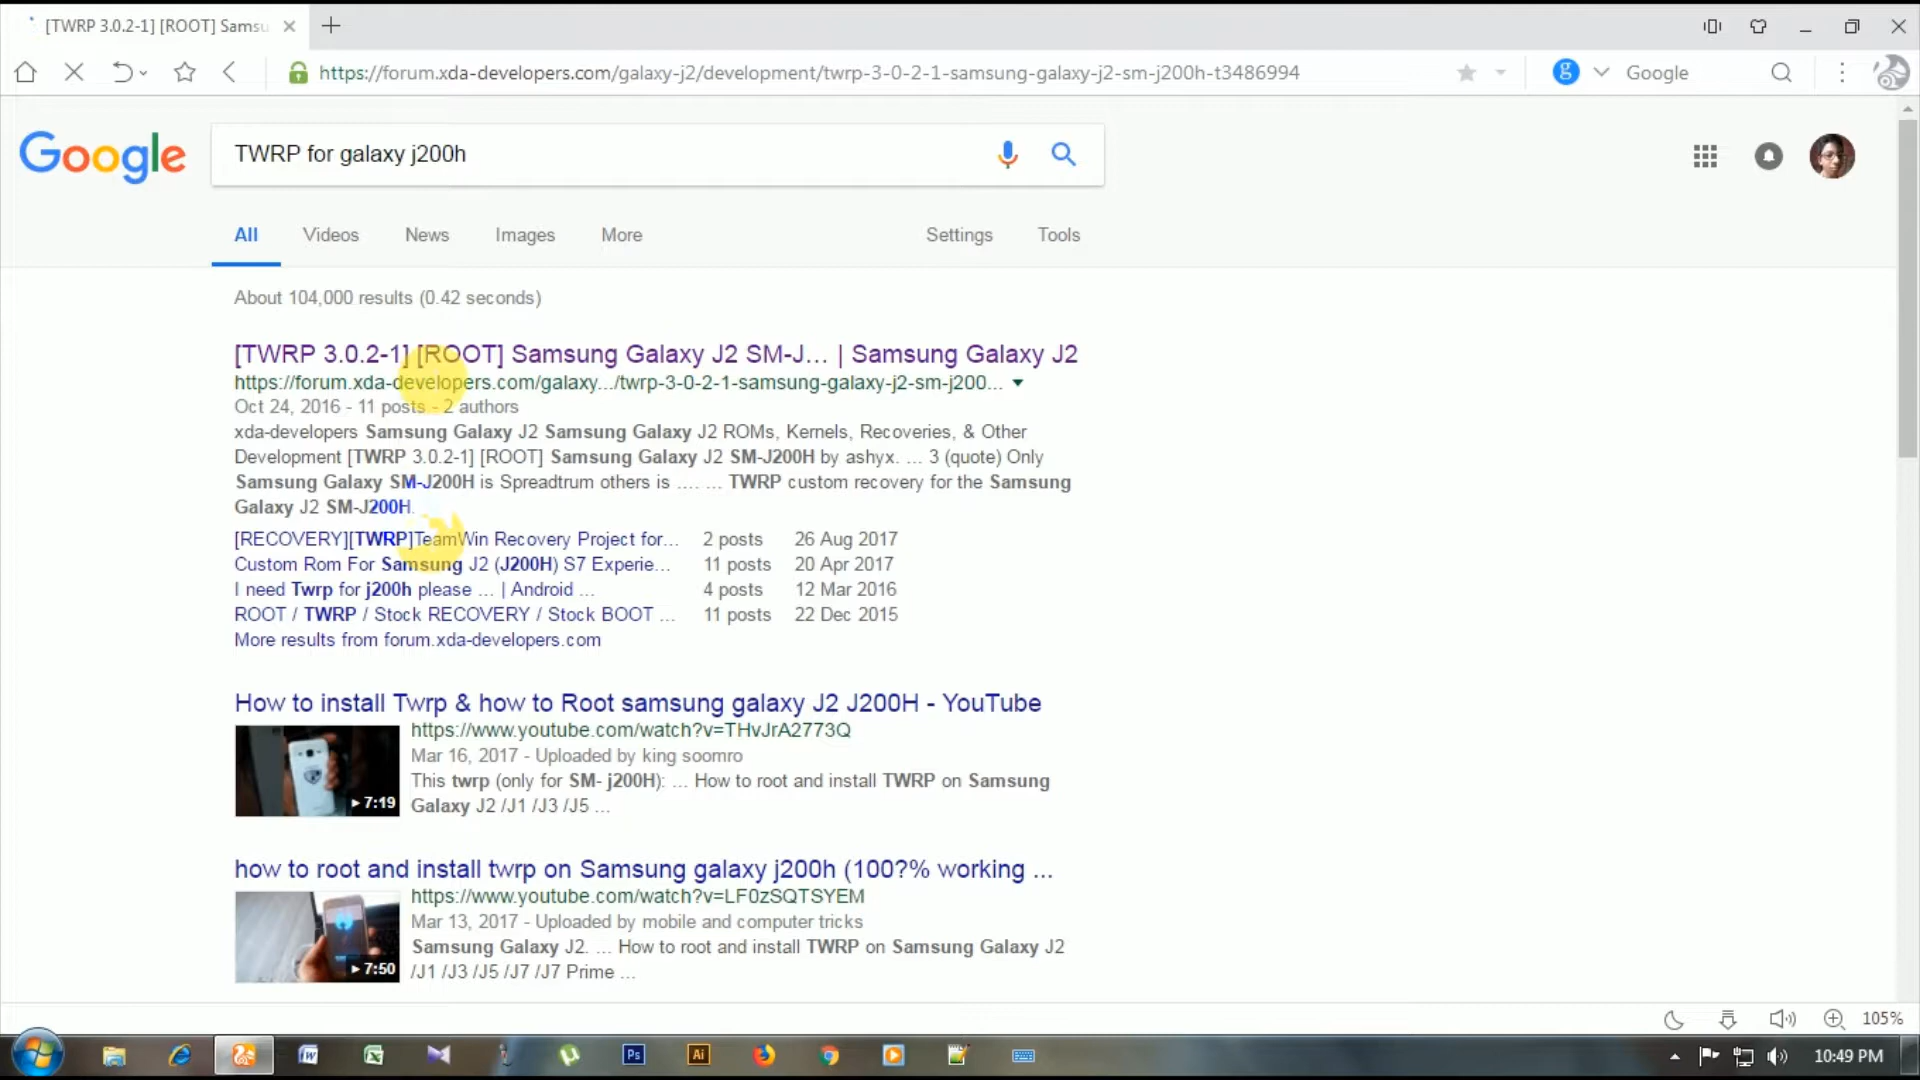 [TWRP 3.0.2-1] [ROOT] Samsu
https://forum.xda-developers.com/galaxy-j2/development/twrp-3-0-2-1-samsung-galaxy-j2-sm-j200h-t3486994
g
Google
Google
TWRP for galaxy j200h
All
Videos
News
Images
More
Settings
Tools
About 104,000 results (0.42 seconds)
[TWRP 3.0.2-1] [ROOT] Samsung Galaxy J2 SM-J... | Samsung Galaxy J2
https://forum.xda-developers.com/galaxy.../twrp-3-0-2-1-samsung-galaxy-j2-sm-j200...
Oct 24, 2016 - 11 posts - 2 authors
xda-developers Samsung Galaxy J2 Samsung Galaxy J2 ROMs, Kernels, Recoveries, & Other
Development [TWRP 3.0.2-1] [ROOT] Samsung Galaxy J2 SM-J200H by ashyx. ... 3 (quote) Only
Samsung Galaxy SM-J200H is Spreadtrum others is .... ... TWRP custom recovery for the Samsung
Galaxy J2 SM-J200H.
[RECOVERY][TWRP]TeamWin Recovery Project for... 2 posts 26 Aug 2017
Custom Rom For Samsung J2 (J200H) S7 Experie... 11 posts 20 Apr 2017
I need Twrp for j200h please ... | Android ... 4 posts 12 Mar 2016
ROOT / TWRP / Stock RECOVERY / Stock BOOT ... 11 posts 22 Dec 2015
More results from forum.xda-developers.com
How to install Twrp & how to Root samsung galaxy J2 J200H - YouTube
https://www.youtube.com/watch?v=THvJrA2773Q
Mar 16, 2017 - Uploaded by king soomro
This twrp (only for SM- j200H): ... How to root and install TWRP on Samsung
Galaxy J2 /J1 /J3 /J5 ...
7:19
how to root and install twrp on Samsung galaxy j200h (100?% working ...
https://www.youtube.com/watch?v=LF0zSQTSYEM
Mar 13, 2017 - Uploaded by mobile and computer tricks
Samsung Galaxy J2. ... How to root and install TWRP on Samsung Galaxy J2
/J1 /J3 /J5 /J7 /J7 Prime ...
7:50
105%
Ps
Ai
10:49 PM